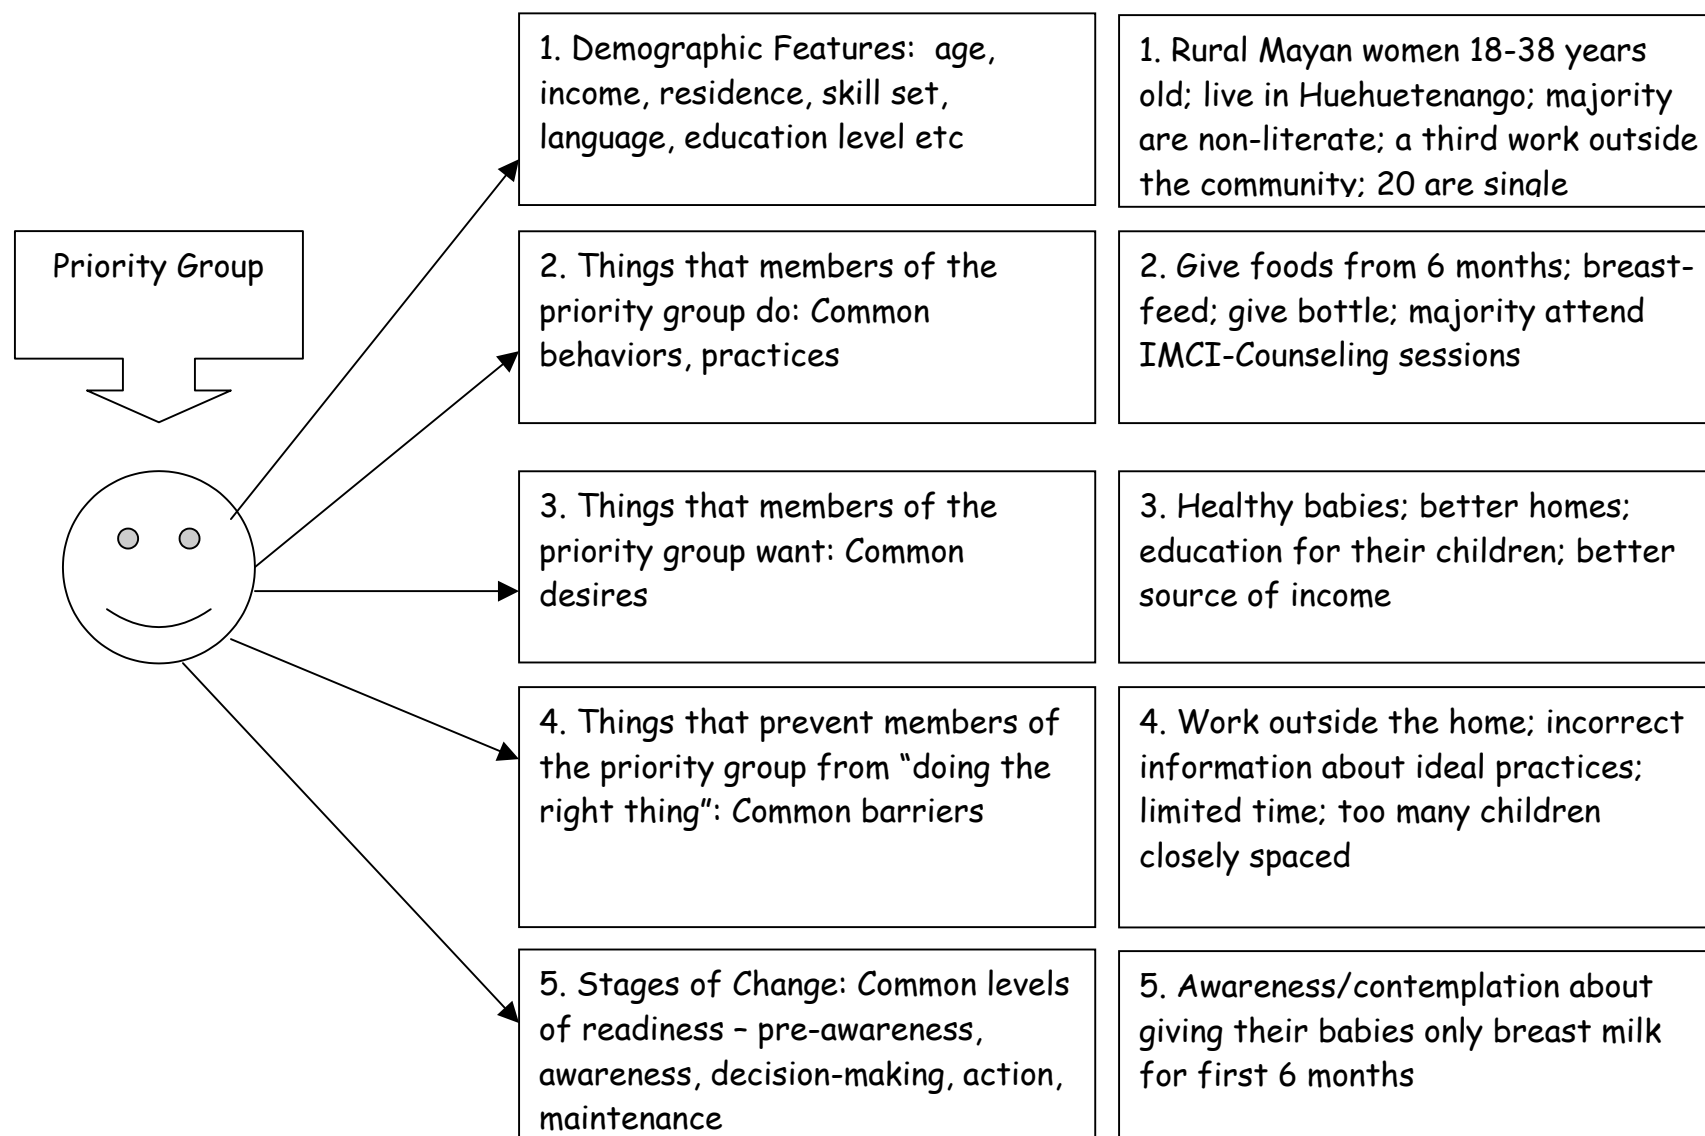 1. Demographic Features:  age,
income, residence, skill set,
language, education level etc
1. Rural Mayan women 18-38 years
old; live in Huehuetenango; majority
are non-literate; a third work outside
the community; 20 are single
Priority Group
2. Things that members of the
priority group do: Common
behaviors, practices
2. Give foods from 6 months; breast-
feed; give bottle; majority attend
IMCI-Counseling sessions
3. Things that members of the
priority group want: Common
desires
3. Healthy babies; better homes;
education for their children; better
source of income
4. Things that prevent members of
the priority group from “doing the
right thing”: Common barriers
4. Work outside the home; incorrect
information about ideal practices;
limited time; too many children
closely spaced
5. Stages of Change: Common levels
of readiness – pre-awareness,
awareness, decision-making, action,
maintenance
5. Awareness/contemplation about
giving their babies only breast milk
for first 6 months